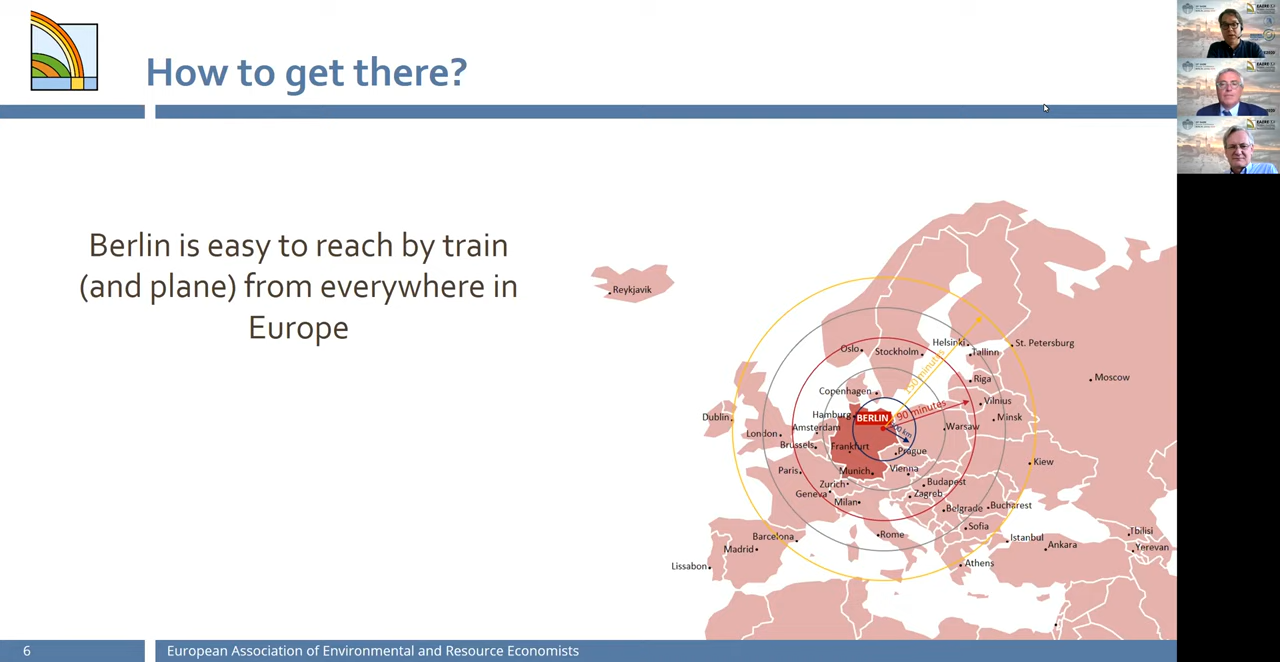 How to get there?
Berlin is easy to reach by train
(and plane) from everywhere in
Europe
Reykjavik
Oslo
Stockholm
Helsinki
Tallinn
St. Petersburg
150 minutes
Riga
Moscow
Copenhagen
Vilnius
90 minutes
Hamburg
BERLIN
Minsk
Dublin
Amsterdam
Warsaw
London
Brussels
Frankfurt
Prague
Kiew
Paris
Munich
Vienna
Zurich
Budapest
Geneva
Milan
Zagreb
Belgrade
Bucharest
Sofia
Barcelona
Rome
Istanbul
Tbilisi
Madrid
Ankara
Yerevan
Lissabon
Athens
6
European Association of Environmental and Resource Economists